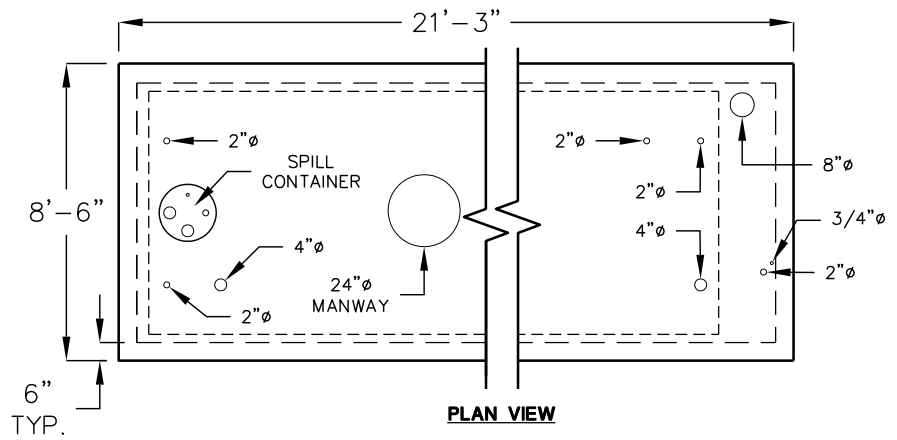 21'-3"
2"ø
SPILL
CONTAINER
2"ø
8"ø
2"ø
8'-6"
3/4"ø
4"ø
4"ø
2"ø
24"ø
MANWAY
2"ø
6"
TYP.
PLAN VIEW